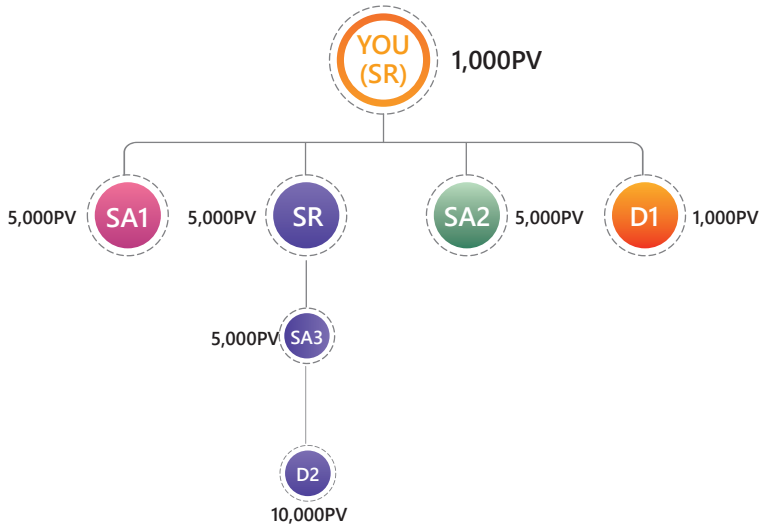 YOU
(SR)
1,000PV
5,000PV
SA1
5,000PV
SR
SA2
5,000PV
D1
1,000PV
5,000PV
SA3
D2
10,000PV